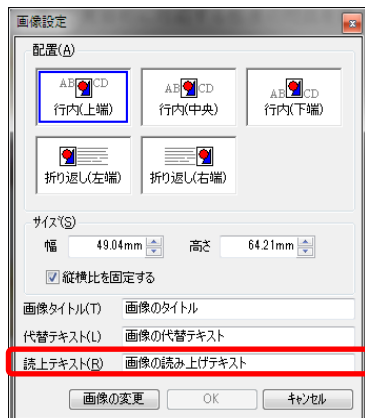 画像設定
配置(A)
AB CD
行内(上端)
AB CD
行内(中央)
AB CD
行内(下端)
折り返し(左端)
折り返し(右端)
サイズ(S)
幅 49.04mm 高さ 64.21mm
縦横比を固定する
画像タイトル(T) 画像のタイトル
代替テキスト(L) 画像の代替テキスト
読上テキスト(R) 画像の読み上げテキスト
画像の変更 OK キャンセル